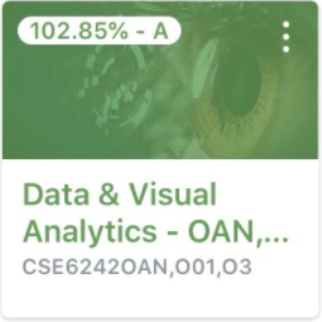 102.85% - A
Data & Visual
Analytics - OAN,...
CSE6242OAN,O01,O3